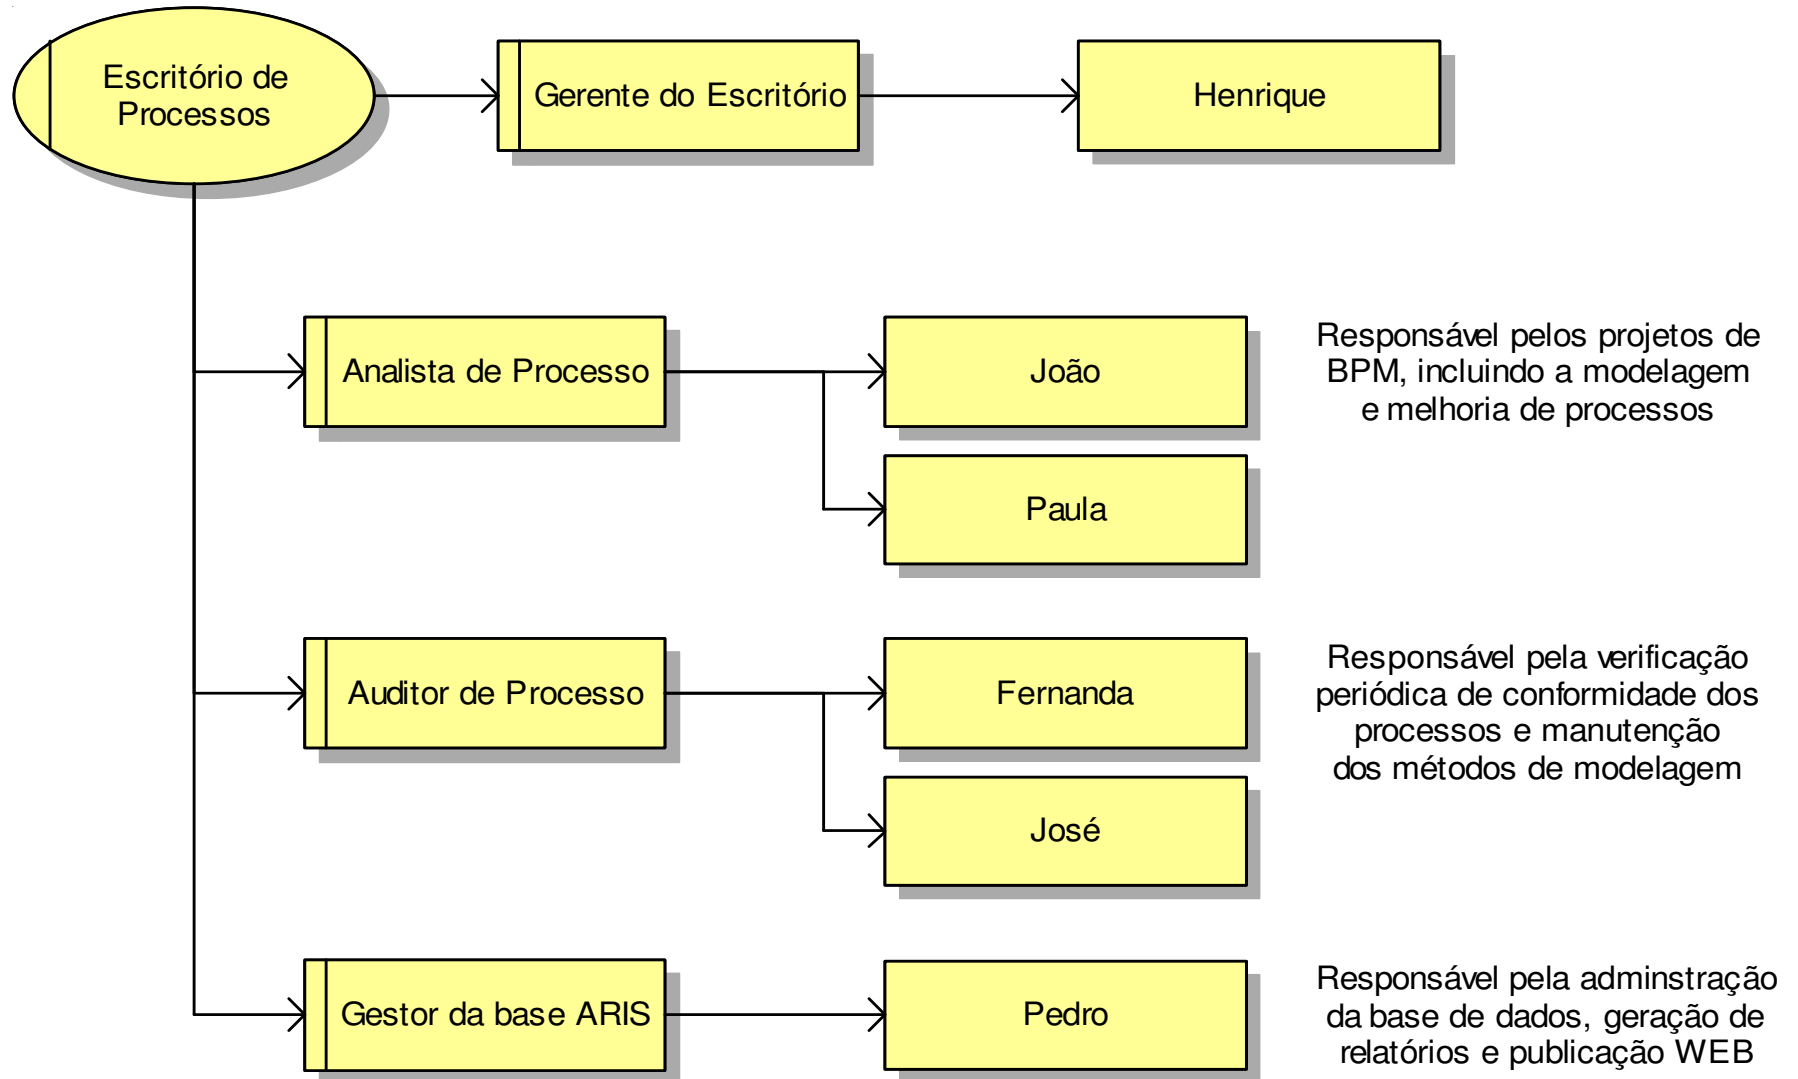 Escritório de
Processos
Gerente do Escritório
Henrique
Analista de Processo
João
Responsável pelos projetos de
BPM, incluindo a modelagem
e melhoria de processos
Paula
Auditor de Processo
Fernanda
Responsável pela verificação
periódica de conformidade dos
processos e manutenção
dos métodos de modelagem
José
Gestor da base ARIS
Pedro
Responsável pela adminstração
da base de dados, geração de
relatórios e publicação WEB